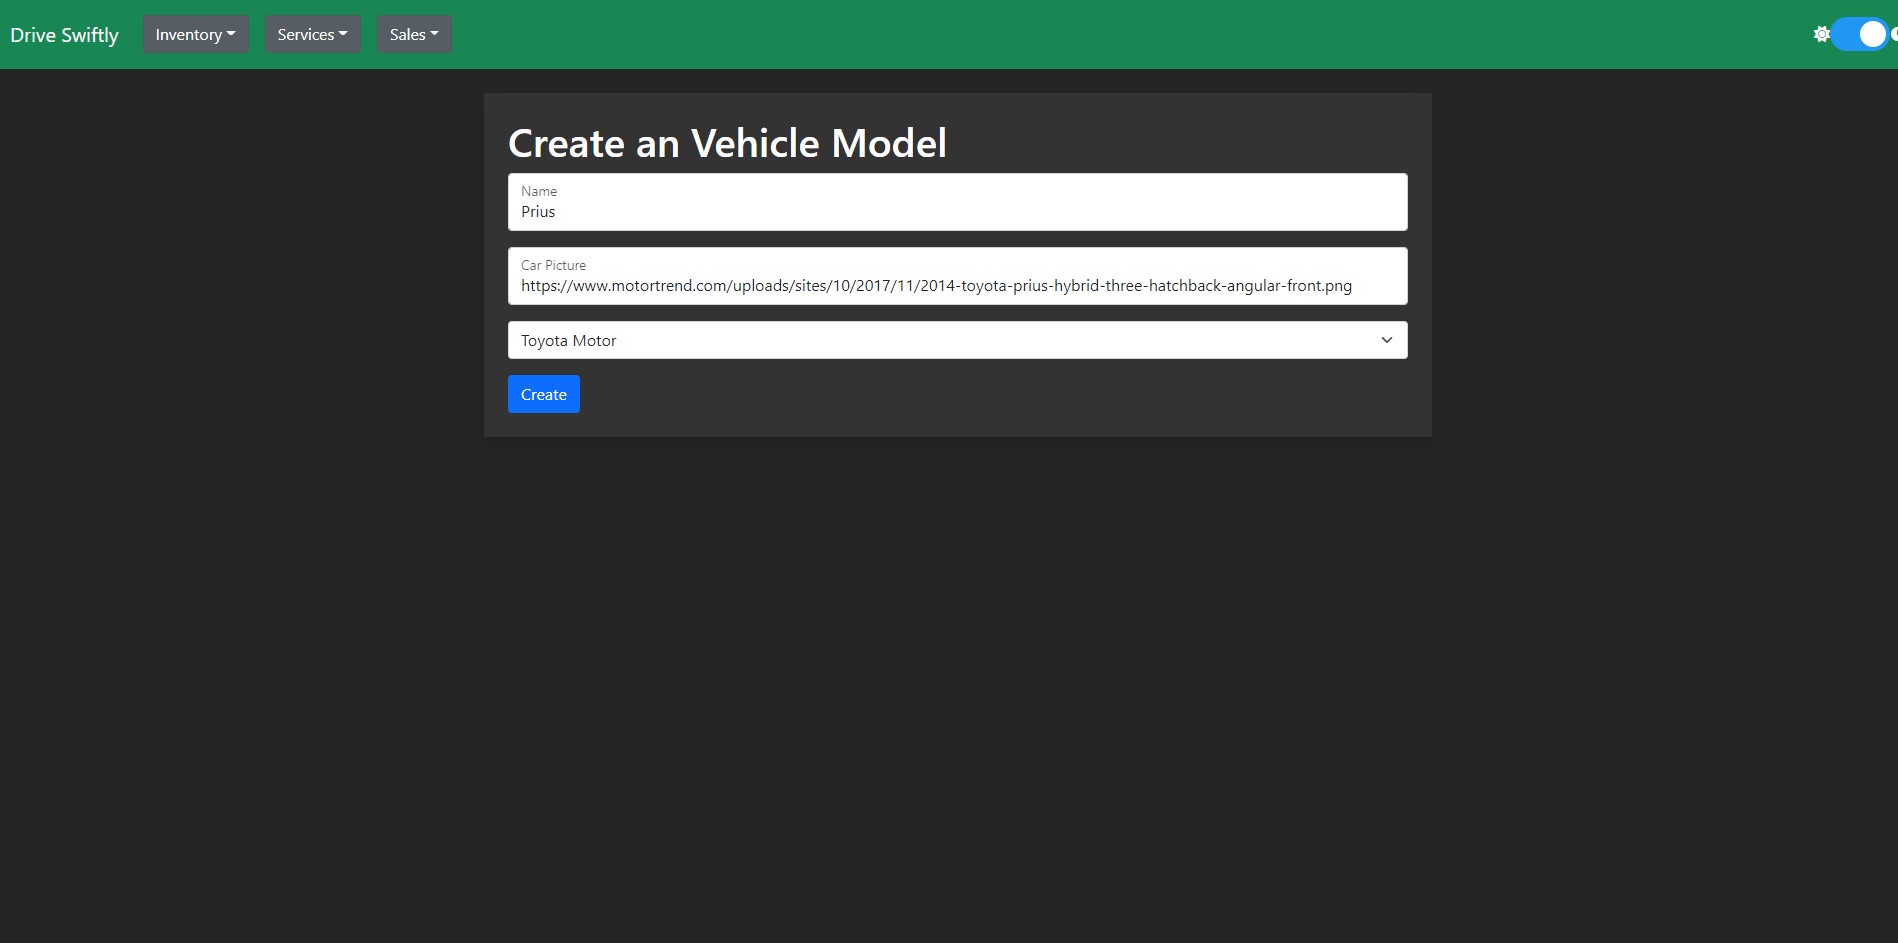 Drive Swiftly Inventory Services Sales
Create an Vehicle Model
Name
Prius
Car Picture
https://www.motortrend.com/uploads/sites/10/2017/11/2014-toyota-prius-hybrid-three-hatchback-angular-front.png
Toyota Motor
Create